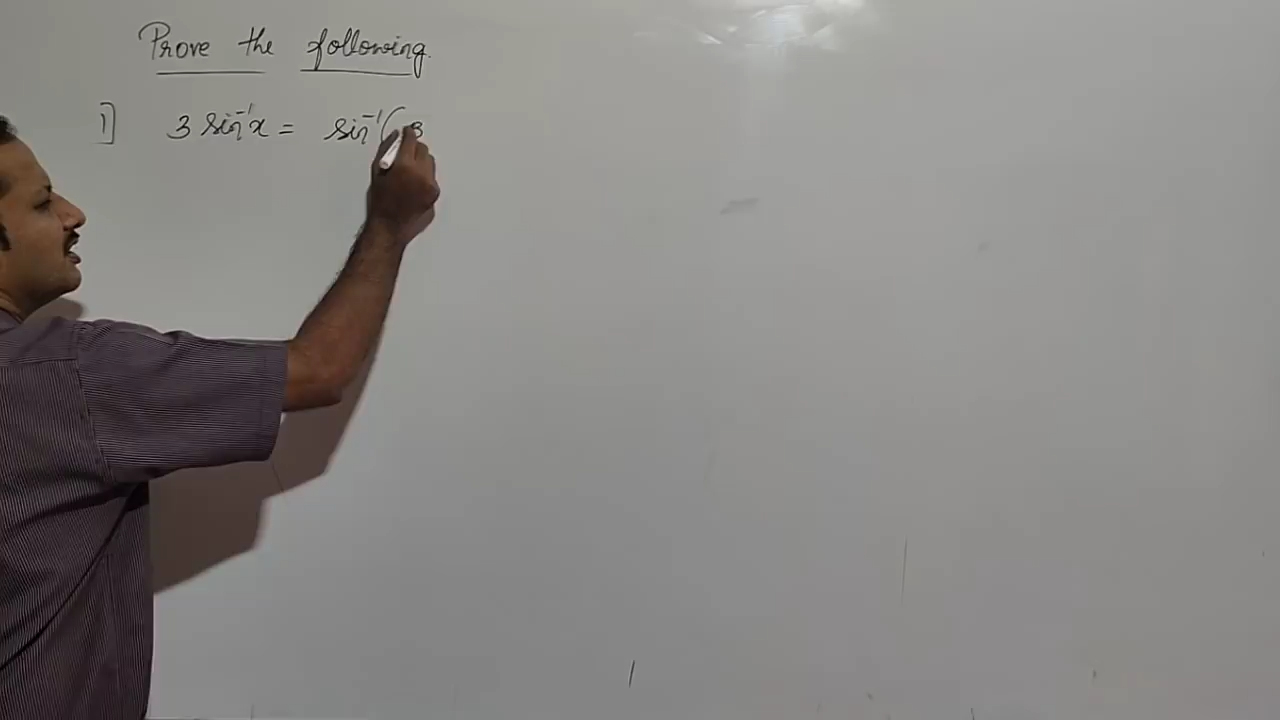 Prove the following.
1] 3 sin⁻¹x = sin⁻¹( 3